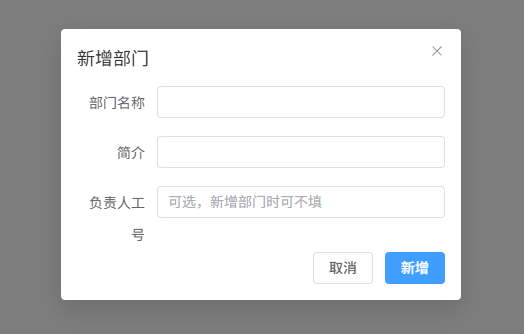 新增部门
部门名称
简介
负责人工
号
可选，新增部门时可不填
取消
新增